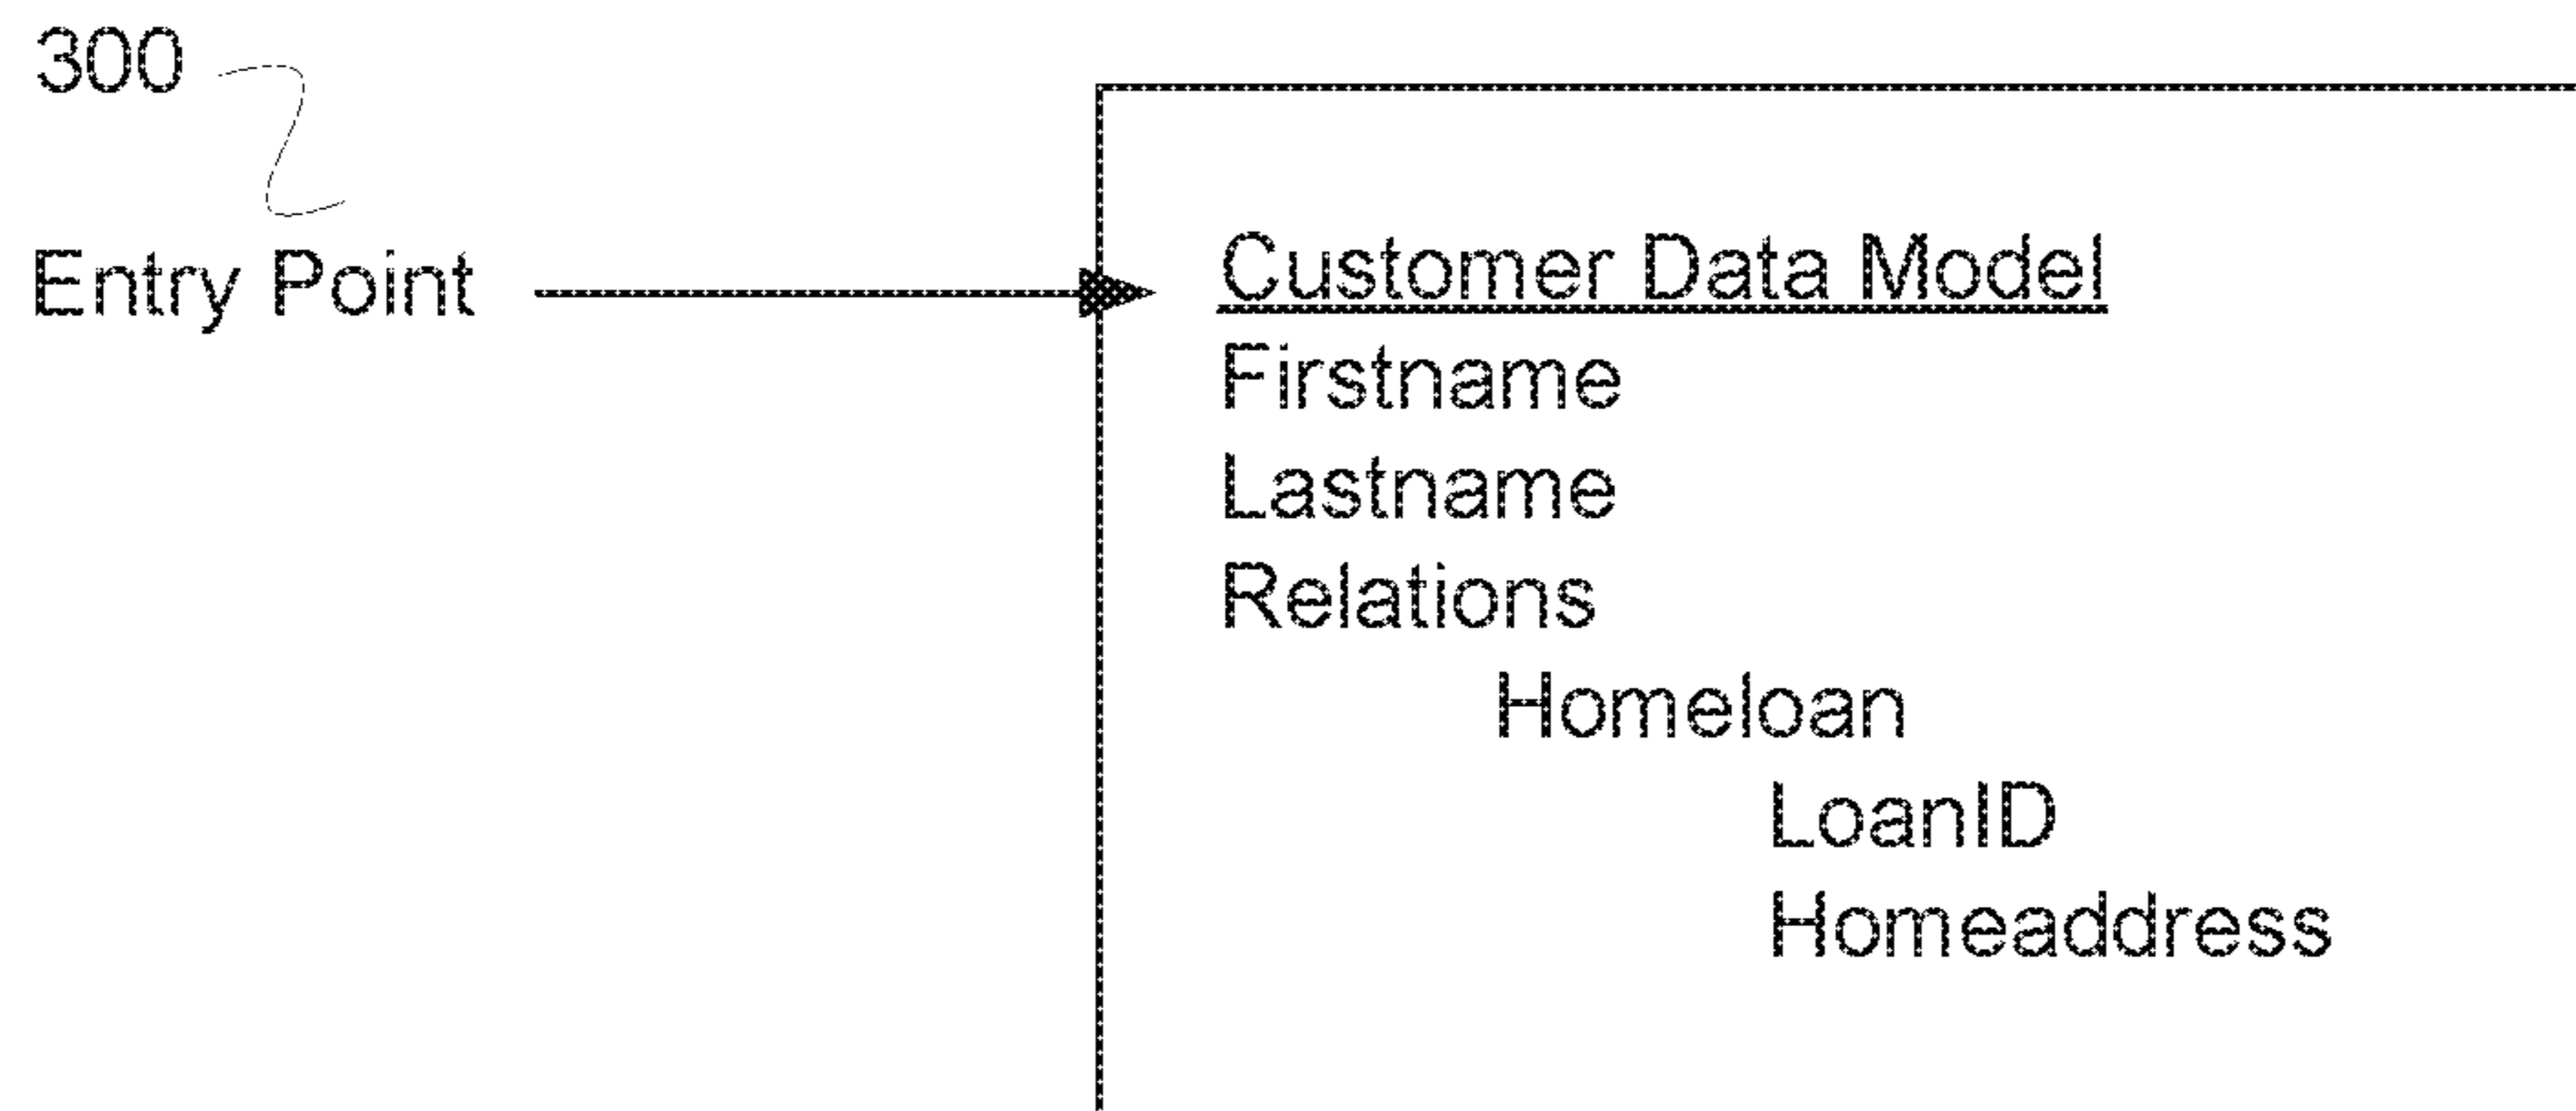 300
Entry Point
Customer Data Model
Firstname
Lastname
Relations
Homeloan
LoanID
Homeaddress